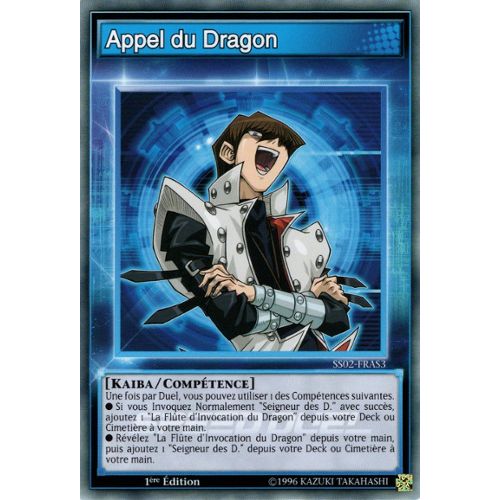 Appel du Dragon
SS02-FRAS3
[KAIBA/COMPÉTENCE]
Une fois par Duel, vous pouvez utiliser 1 des Compétences suivantes.
● Si vous Invoquez Normalement "Seigneur des D." avec succès,
ajoutez 1 "La Flûte d'Invocation du Dragon" depuis votre Deck ou
Cimetière à votre main.
● Révélez "La Flûte d'Invocation du Dragon" depuis votre main,
puis ajoutez 1 "Seigneur des D." depuis votre Deck ou Cimetière à
votre main.
1ère Édition
©1996 KAZUKI TAKAHASHI